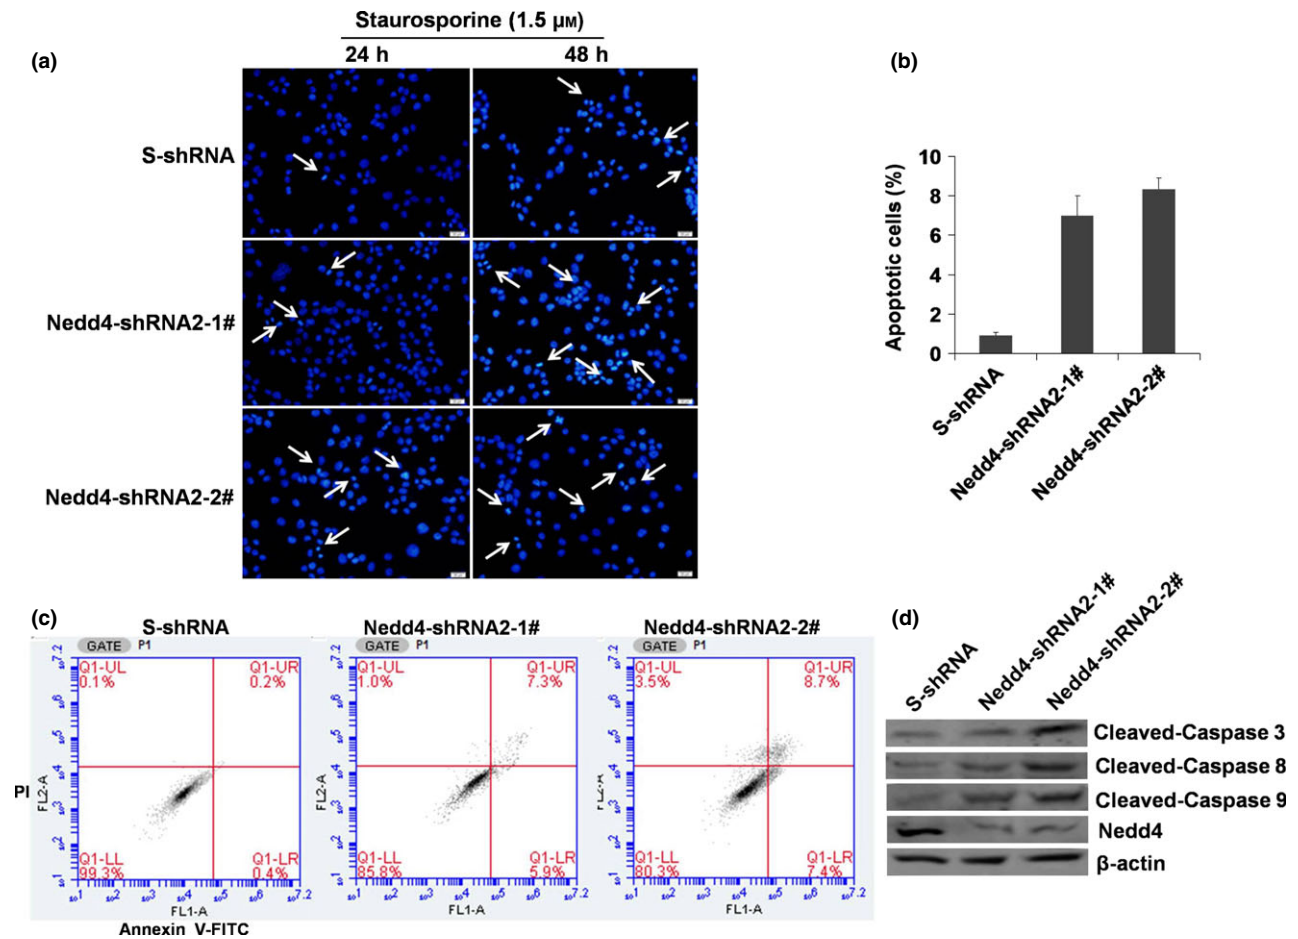 Staurosporine (1.5 µM)
24 h
48 h
(a)
S-shRNA
Nedd4-shRNA2-1#
Nedd4-shRNA2-2#
(b)
Apoptotic cells (%)
10
8
6
4
2
0
S-shRNA
Nedd4-shRNA2-1#
Nedd4-shRNA2-2#
(c)
S-shRNA
GATE P1
Q1-UL
0.1%
Q1-UR
0.2%
Q1-LL
99.3%
Q1-LR
0.4%
PI
FL2-A
FL1-A
Annexin V-FITC
Nedd4-shRNA2-1#
GATE P1
Q1-UL
1.0%
Q1-UR
7.3%
Q1-LL
85.8%
Q1-LR
5.9%
FL2-A
FL1-A
Nedd4-shRNA2-2#
GATE P1
Q1-UL
3.5%
Q1-UR
8.7%
Q1-LL
80.3%
Q1-LR
7.4%
FL2-A
FL1-A
(d)
S-shRNA
Nedd4-shRNA2-1#
Nedd4-shRNA2-2#
Cleaved-Caspase 3
Cleaved-Caspase 8
Cleaved-Caspase 9
Nedd4
β-actin